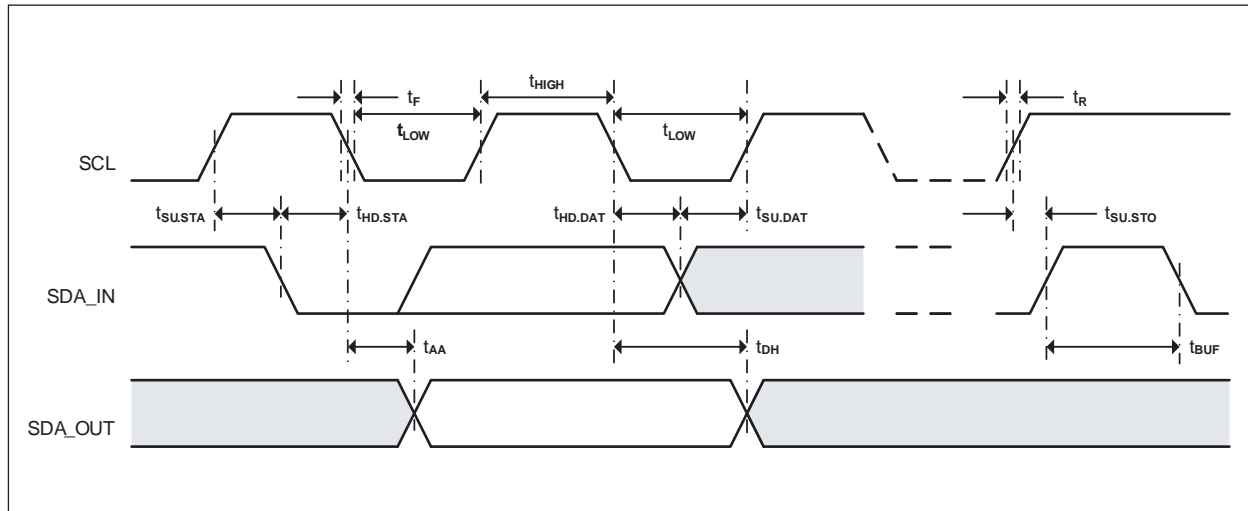 tHIGH
tF
tR
tLOW
tLOW
SCL
tSU.STA
tHD.STA
tHD.DAT
tSU.DAT
tSU.STO
SDA_IN
tAA
tDH
tBUF
SDA_OUT